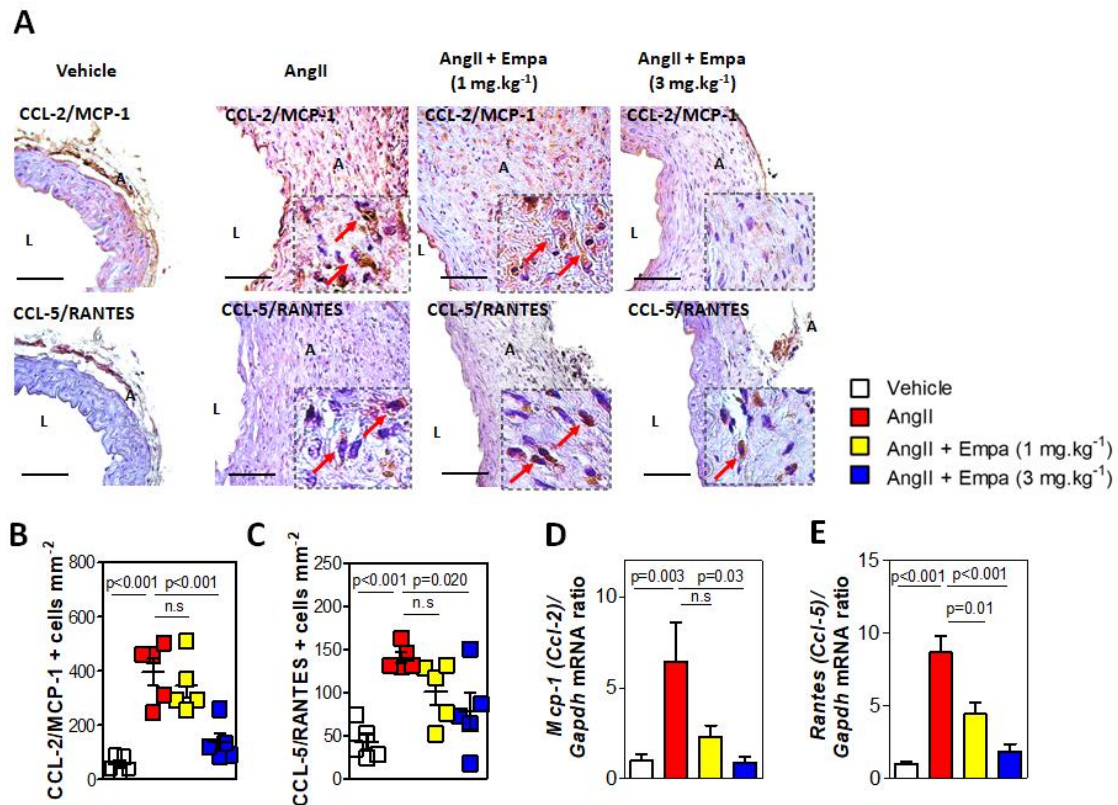 A
Vehicle
AngII
AngII + Empa
(1 mg.kg⁻¹)
AngII + Empa
(3 mg.kg⁻¹)
CCL-2/MCP-1
CCL-2/MCP-1
CCL-2/MCP-1
CCL-2/MCP-1
A
A
A
A
L
L
L
L
CCL-5/RANTES
CCL-5/RANTES
CCL-5/RANTES
CCL-5/RANTES
A
A
A
A
L
L
L
L
Vehicle
AngII
AngII + Empa (1 mg.kg⁻¹)
AngII + Empa (3 mg.kg⁻¹)
B
CCL-2/MCP-1 + cells mm⁻²
800
600
400
200
0
p<0.001
p<0.001
n.s
C
CCL-5/RANTES + cells mm⁻²
250
200
150
100
50
0
p<0.001
p=0.020
n.s
D
Mcp-1 (Ccl-2)/
Gapdh mRNA ratio
10
5
0
p=0.003
p=0.03
n.s
E
Rantes (Ccl-5)/
Gapdh mRNA ratio
15
10
5
0
p<0.001
p<0.001
p=0.01